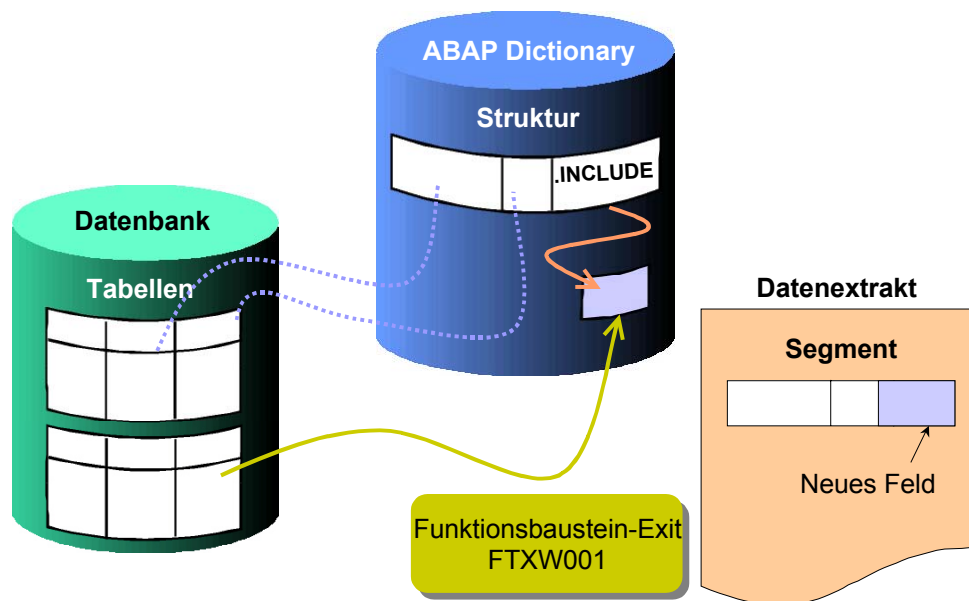 ABAP Dictionary
Struktur
.INCLUDE
Datenbank
Tabellen
Datenextrakt
Segment
Neues Feld
Funktionsbaustein-Exit
FTXW001